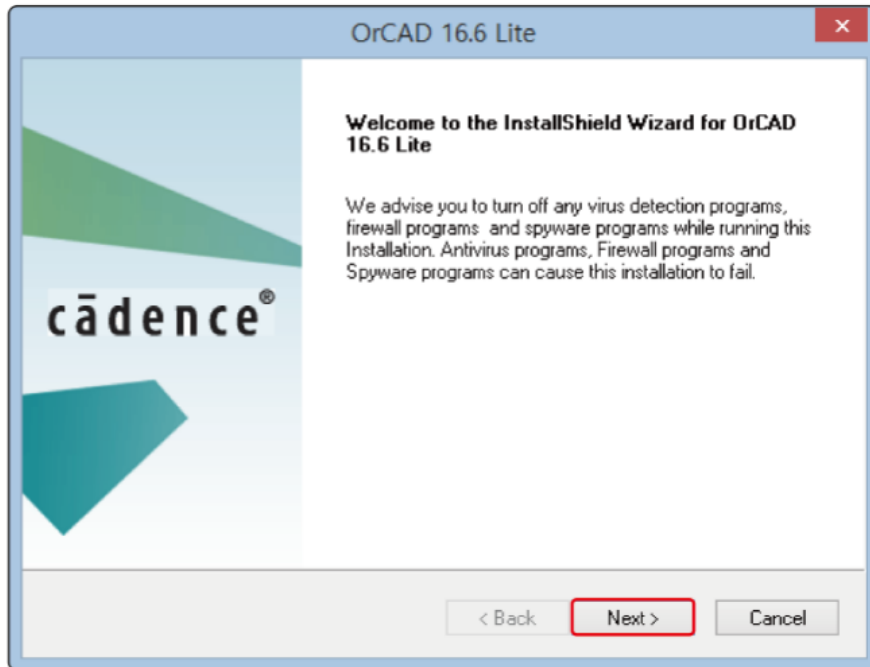 OrCAD 16.6 Lite
×
Welcome to the InstallShield Wizard for OrCAD
16.6 Lite
We advise you to turn off any virus detection programs,
firewall programs  and spyware programs while running this
Installation. Antivirus programs, Firewall programs and
Spyware programs can cause this installation to fail.
cādence®
< Back
Next >
Cancel